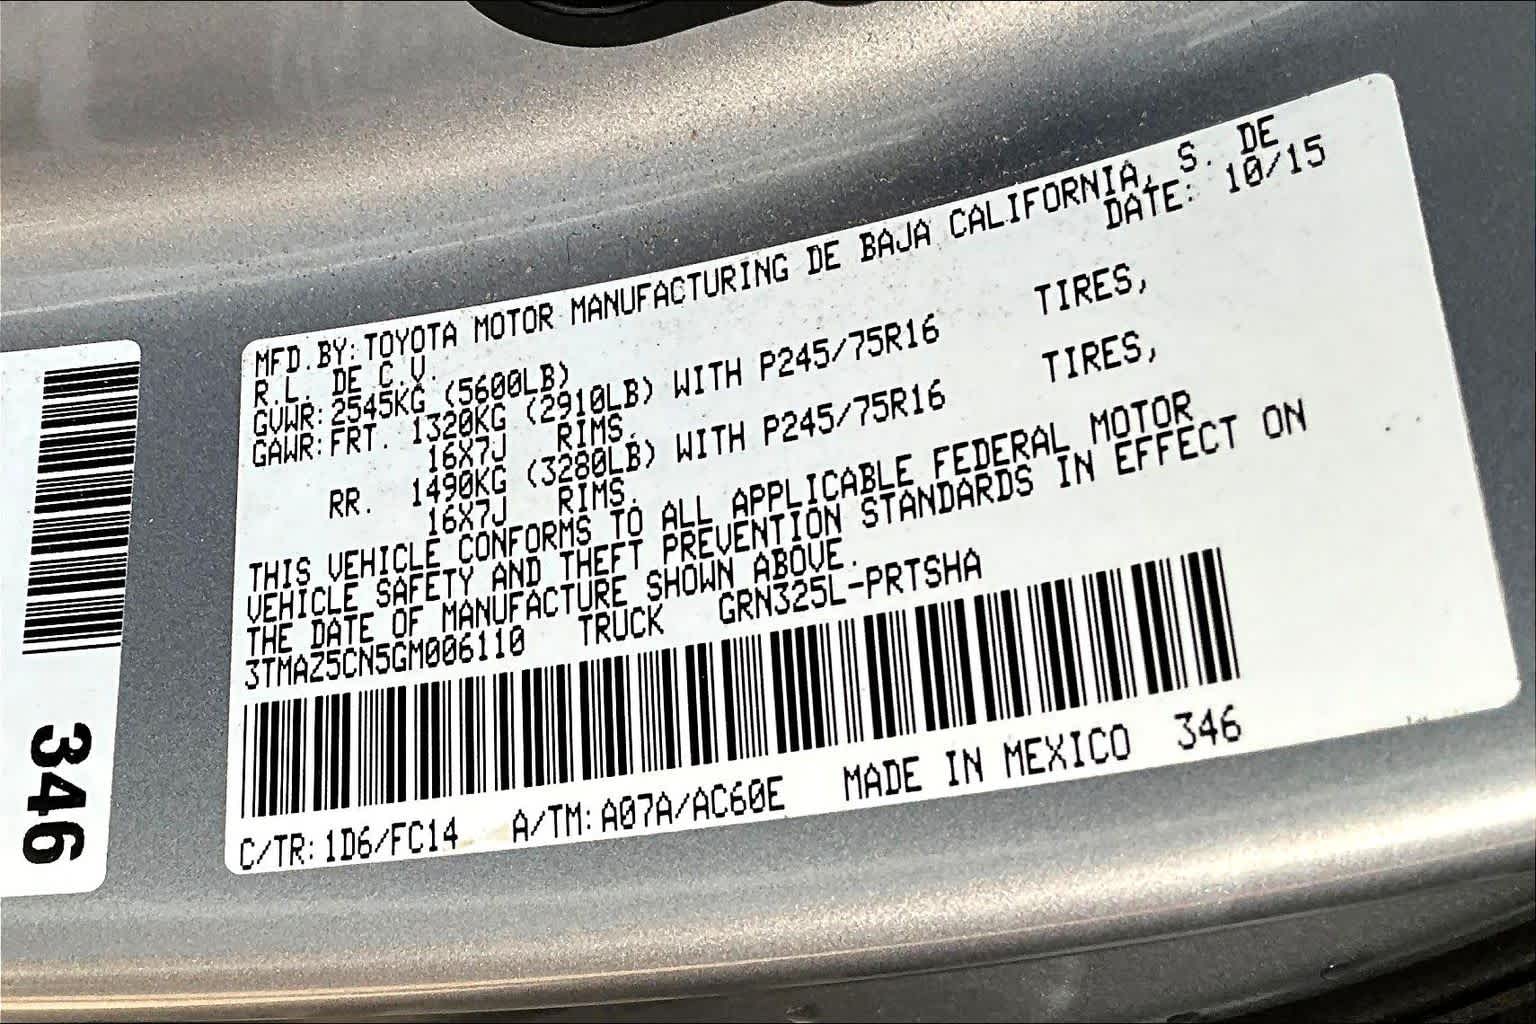 MFD.BY:TOYOTA MOTOR MANUFACTURING DE BAJA CALIFORNIA, S. DE
R.L. DE C.V. DATE: 10/15
GVWR:2545KG (5600LB)
GAWR:FRT. 1320KG (2910LB) WITH P245/75R16 TIRES,
16X7J RIMS.
RR. 1490KG (3280LB) WITH P245/75R16 TIRES,
16X7J RIMS.
THIS VEHICLE CONFORMS TO ALL APPLICABLE FEDERAL MOTOR
VEHICLE SAFETY AND THEFT PREVENTION STANDARDS IN EFFECT ON
THE DATE OF MANUFACTURE SHOWN ABOVE.
3TMAZ5CN5GM006110 TRUCK GRN325L-PRTSHA
C/TR:1D6/FC14 A/TM:A07A/AC60E MADE IN MEXICO 346
346